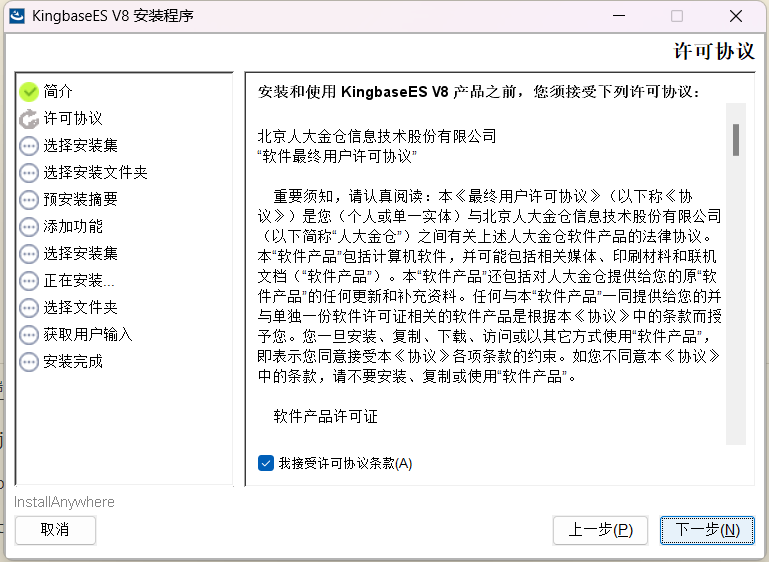 KingbaseES V8 安装程序
许可协议
简介
许可协议
选择安装集
选择安装文件夹
预安装摘要
添加功能
选择安装集
正在安装...
选择文件夹
获取用户输入
安装完成
安装和使用 KingbaseES V8 产品之前，您须接受下列许可协议：
北京人大金仓信息技术股份有限公司
“软件最终用户许可协议”
重要须知，请认真阅读：本《最终用户许可协议》（以下称《协
议》）是您（个人或单一实体）与北京人大金仓信息技术股份有限公司
（以下简称“人大金仓”）之间有关上述人大金仓软件产品的法律协议。
本“软件产品”包括计算机软件，并可能包括相关媒体、印刷材料和联机
文档（“软件产品”）。本“软件产品”还包括对人大金仓提供给您的原“软
件产品”的任何更新和补充资料。任何与本“软件产品”一同提供给您的并
与单独一份软件许可证相关的软件产品是根据本《协议》中的条款而授
予您。您一旦安装、复制、下载、访问或以其它方式使用“软件产品”，
即表示您同意接受本《协议》各项条款的约束。如您不同意本《协议》
中的条款，请不要安装、复制或使用“软件产品”。
软件产品许可证
我接受许可协议条款(A)
InstallAnywhere
取消
上一步(P)
下一步(N)